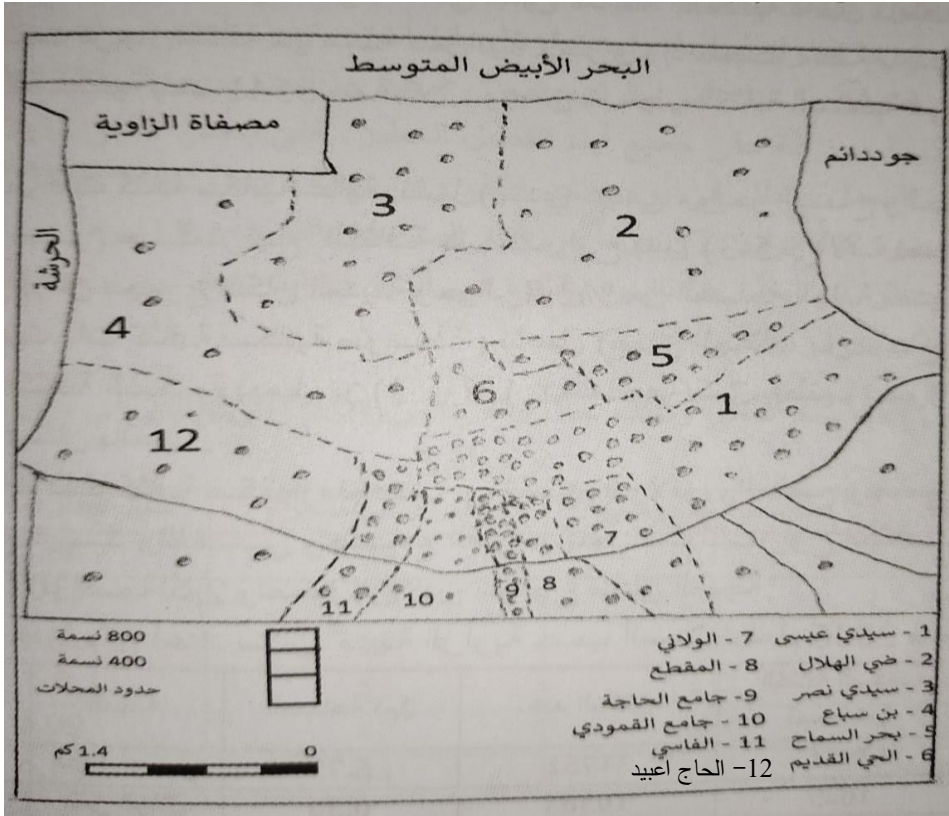 البحر الأبيض المتوسط
مصفاة الزاوية
جوددائم
الحرشة
3
2
4
5
6
1
12
7
8
9
10
11
800 نسمة
400 نسمة
حدود المحلات
1.4 كم
0
1 - سيدي عيسى
2 - ضي الهلال
3 - سيدي نصر
4 - بن سباع
5 - بحر السماح
6 - الحي القديم
7 - الولاني
8 - المقطع
9 - جامع الحاجة
10 - جامع القمودي
11 - الفاسي
12- الحاج اعبيد